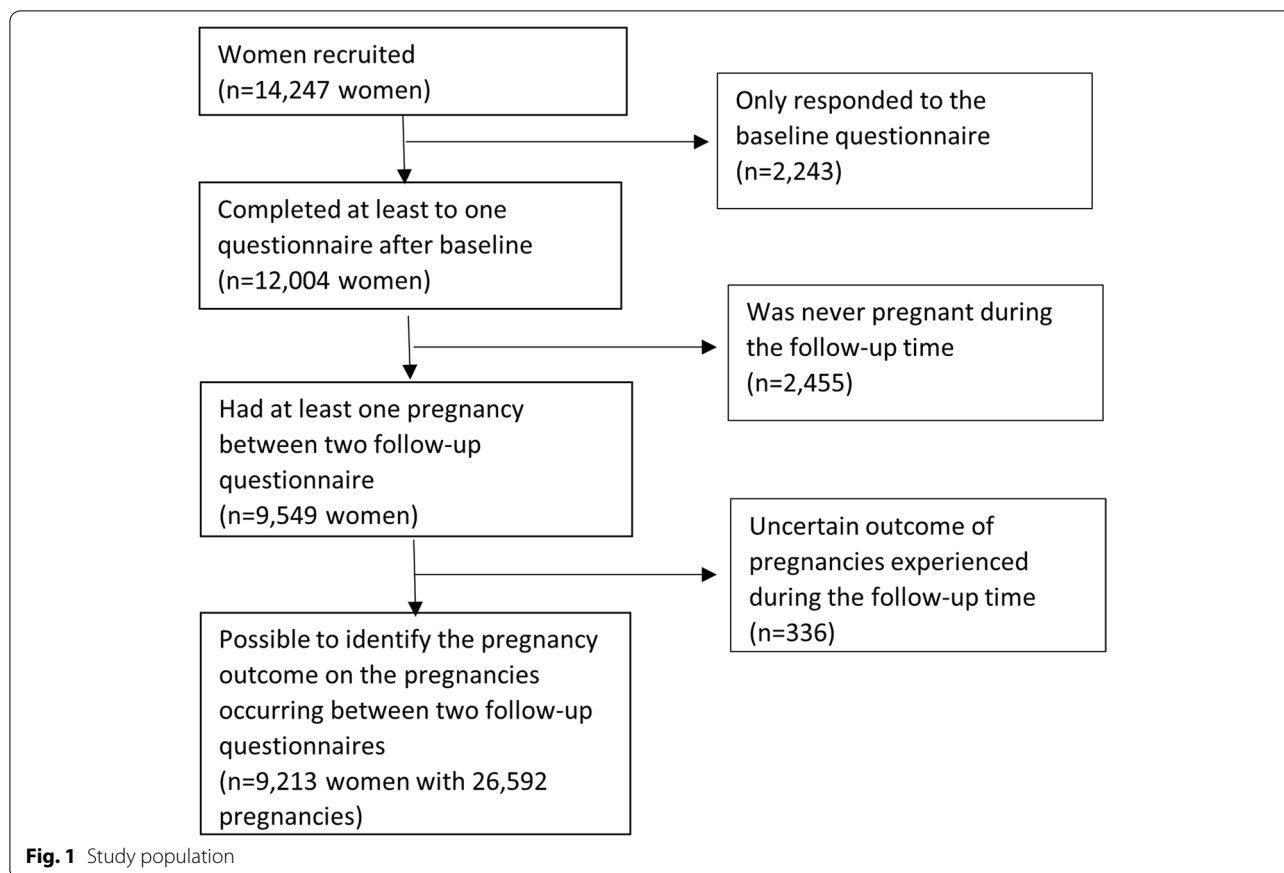 Women recruited
(n=14,247 women)
Only responded to the
baseline questionnaire
(n=2,243)
Completed at least to one
questionnaire after baseline
(n=12,004 women)
Was never pregnant during
the follow-up time
(n=2,455)
Had at least one pregnancy
between two follow-up
questionnaire
(n=9,549 women)
Uncertain outcome of
pregnancies experienced
during the follow-up time
(n=336)
Possible to identify the pregnancy
outcome on the pregnancies
occurring between two follow-up
questionnaires
(n=9,213 women with 26,592
pregnancies)
Fig. 1 Study population